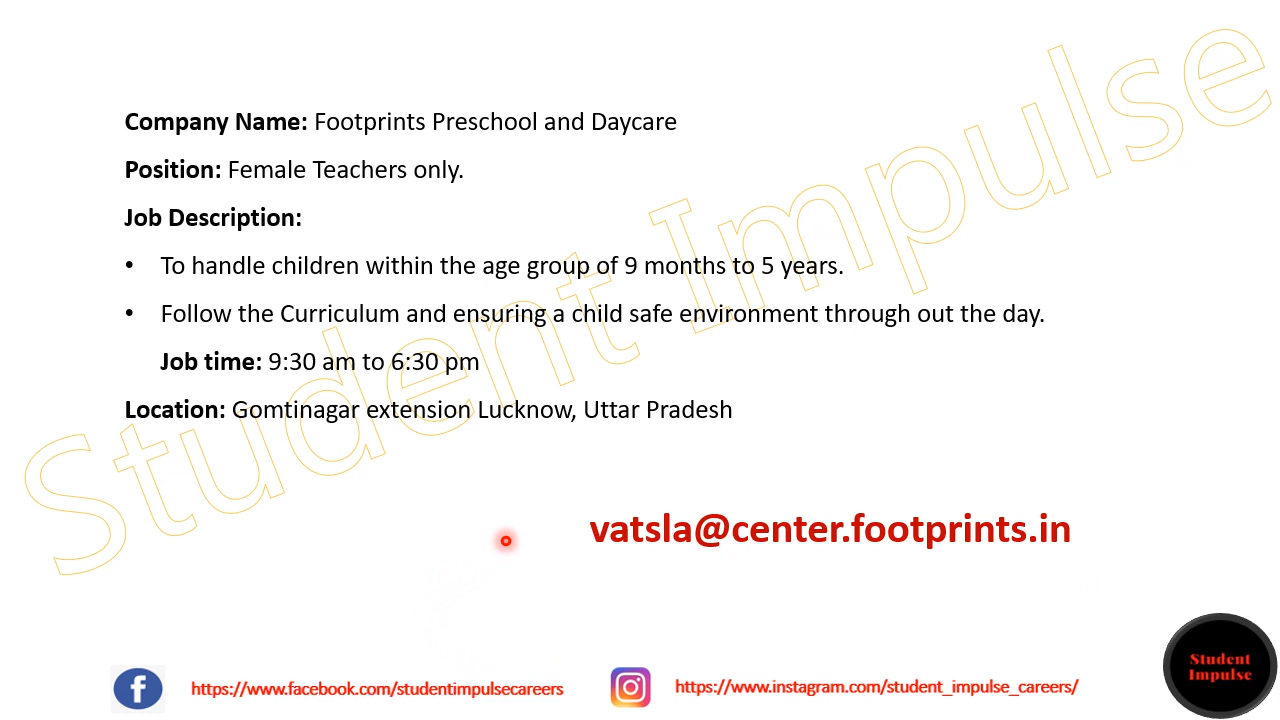 Student Impulse
Company Name: Footprints Preschool and Daycare
Position: Female Teachers only.
Job Description:
• To handle children within the age group of 9 months to 5 years.
• Follow the Curriculum and ensuring a child safe environment through out the day.
Job time: 9:30 am to 6:30 pm
Location: Gomtinagar extension Lucknow, Uttar Pradesh
vatsla@center.footprints.in
https://www.facebook.com/studentimpulsecareers
https://www.instagram.com/student_impulse_careers/
Student
Impulse